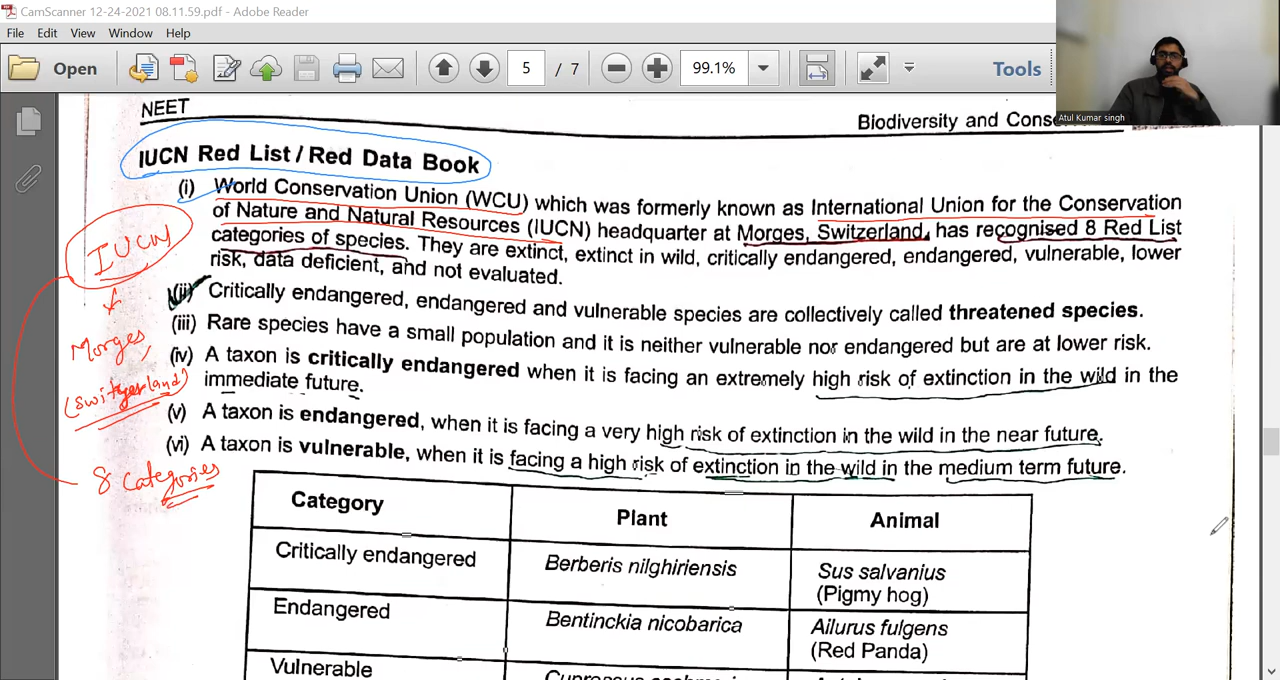 CamScanner 12-24-2021 08.11.59.pdf - Adobe Reader
File Edit View Window Help
Open 5 / 7 99.1% Tools
Atul Kumar singh
NEET
Biodiversity and Conse
IUCN Red List / Red Data Book
(i) World Conservation Union (WCU) which was formerly known as International Union for the Conservation
of Nature and Natural Resources (IUCN) headquarter at Morges, Switzerland, has recognised 8 Red List
categories of species. They are extinct, extinct in wild, critically endangered, endangered, vulnerable, lower
risk, data deficient, and not evaluated.
(ii) Critically endangered, endangered and vulnerable species are collectively called threatened species.
(iii) Rare species have a small population and it is neither vulnerable nor endangered but are at lower risk.
(iv) A taxon is critically endangered when it is facing an extremely high risk of extinction in the wild in the
immediate future.
(v) A taxon is endangered, when it is facing a very high risk of extinction in the wild in the near future.
(vi) A taxon is vulnerable, when it is facing a high risk of extinction in the wild in the medium term future.
IUCN
Morges,
(Switzerland)
8 Categories
Category Plant Animal
Critically endangered Berberis nilghiriensis Sus salvanius
(Pigmy hog)
Endangered Bentinckia nicobarica Ailurus fulgens
(Red Panda)
Vulnerable